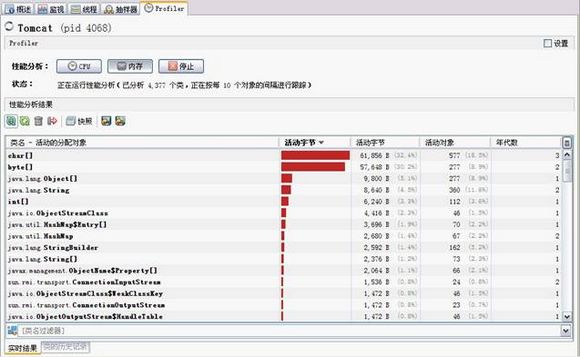 概述 监视 线程 抽样器 Profiler
Tomcat (pid 4068)
Profiler 设置
性能分析: CPU 内存 停止
状态: 正在运行性能分析 (已分析 4,377 个类,正在按每 10 个对象的间隔进行跟踪)
性能分析结果
快照
类名 - 活动的分配对象 活动字节 ▼ 活动字节 活动对象 年代数
char[] 61,856 B (32.4%) 577 (18.5%) 3
byte[] 57,648 B (30.2%) 277 (8.9%) 2
java.lang.Object[] 9,800 B (5.1%) 277 (8.9%) 2
java.lang.String 8,640 B (4.5%) 360 (11.6%) 2
int[] 6,240 B (3.3%) 112 (3.6%) 1
java.io.ObjectStreamClass 4,416 B (2.3%) 46 (1.5%) 1
java.util.HashMap$Entry[] 3,696 B (1.9%) 70 (2.2%) 1
java.util.HashMap 2,680 B (1.4%) 67 (2.2%) 1
java.lang.StringBuilder 2,592 B (1.4%) 162 (5.2%) 1
java.lang.String[] 2,376 B (1.2%) 73 (2.3%) 1
javax.management.ObjectName$Property[] 2,064 B (1.1%) 66 (2.1%) 1
sun.rmi.transport.ConnectionInputStream 1,536 B (0.8%) 24 (0.8%) 2
java.io.ObjectStreamClass$WeakClassKey 1,472 B (0.8%) 46 (1.5%) 1
sun.rmi.transport.ConnectionOutputStream 1,472 B (0.8%) 23 (0.7%) 1
java.io.ObjectOutputStream$HandleTable 1,472 B (0.8%) 46 (1.5%) 1
[类名过滤器]
实时结果 类的历史记录